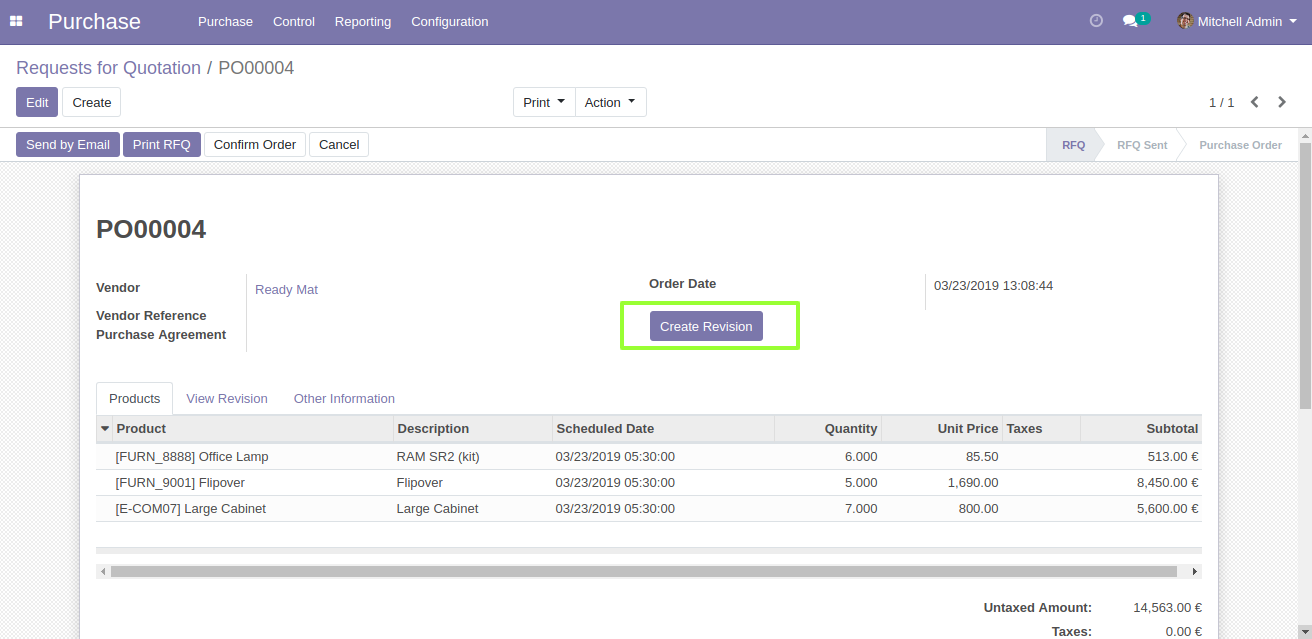 Purchase Purchase Control Reporting Configuration 1 Mitchell Admin
Requests for Quotation / PO00004
Edit Create Print Action 1 / 1
Send by Email Print RFQ Confirm Order Cancel RFQ RFQ Sent Purchase Order
PO00004
Vendor Ready Mat Order Date 03/23/2019 13:08:44
Vendor Reference
Purchase Agreement
Create Revision
Products View Revision Other Information
Product Description Scheduled Date Quantity Unit Price Taxes Subtotal
[FURN_8888] Office Lamp RAM SR2 (kit) 03/23/2019 05:30:00 6.000 85.50 513.00 €
[FURN_9001] Flipover Flipover 03/23/2019 05:30:00 5.000 1,690.00 8,450.00 €
[E-COM07] Large Cabinet Large Cabinet 03/23/2019 05:30:00 7.000 800.00 5,600.00 €
Untaxed Amount: 14,563.00 €
Taxes: 0.00 €